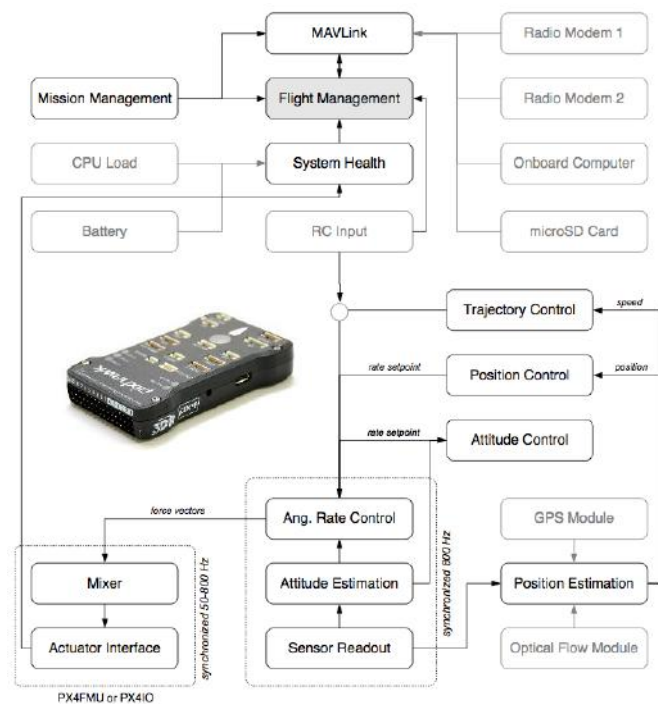 MAVLink
Radio Modem 1
Mission Management
Flight Management
Radio Modem 2
CPU Load
System Health
Onboard Computer
Battery
RC Input
microSD Card
Trajectory Control
speed
rate setpoint
Position Control
position
rate setpoint
Attitude Control
pixhawk
3DR
force vectors
Ang. Rate Control
GPS Module
Mixer
Attitude Estimation
Position Estimation
Actuator Interface
Sensor Readout
Optical Flow Module
synchronized 50-800 Hz
synchronized 800 Hz
PX4FMU or PX4IO